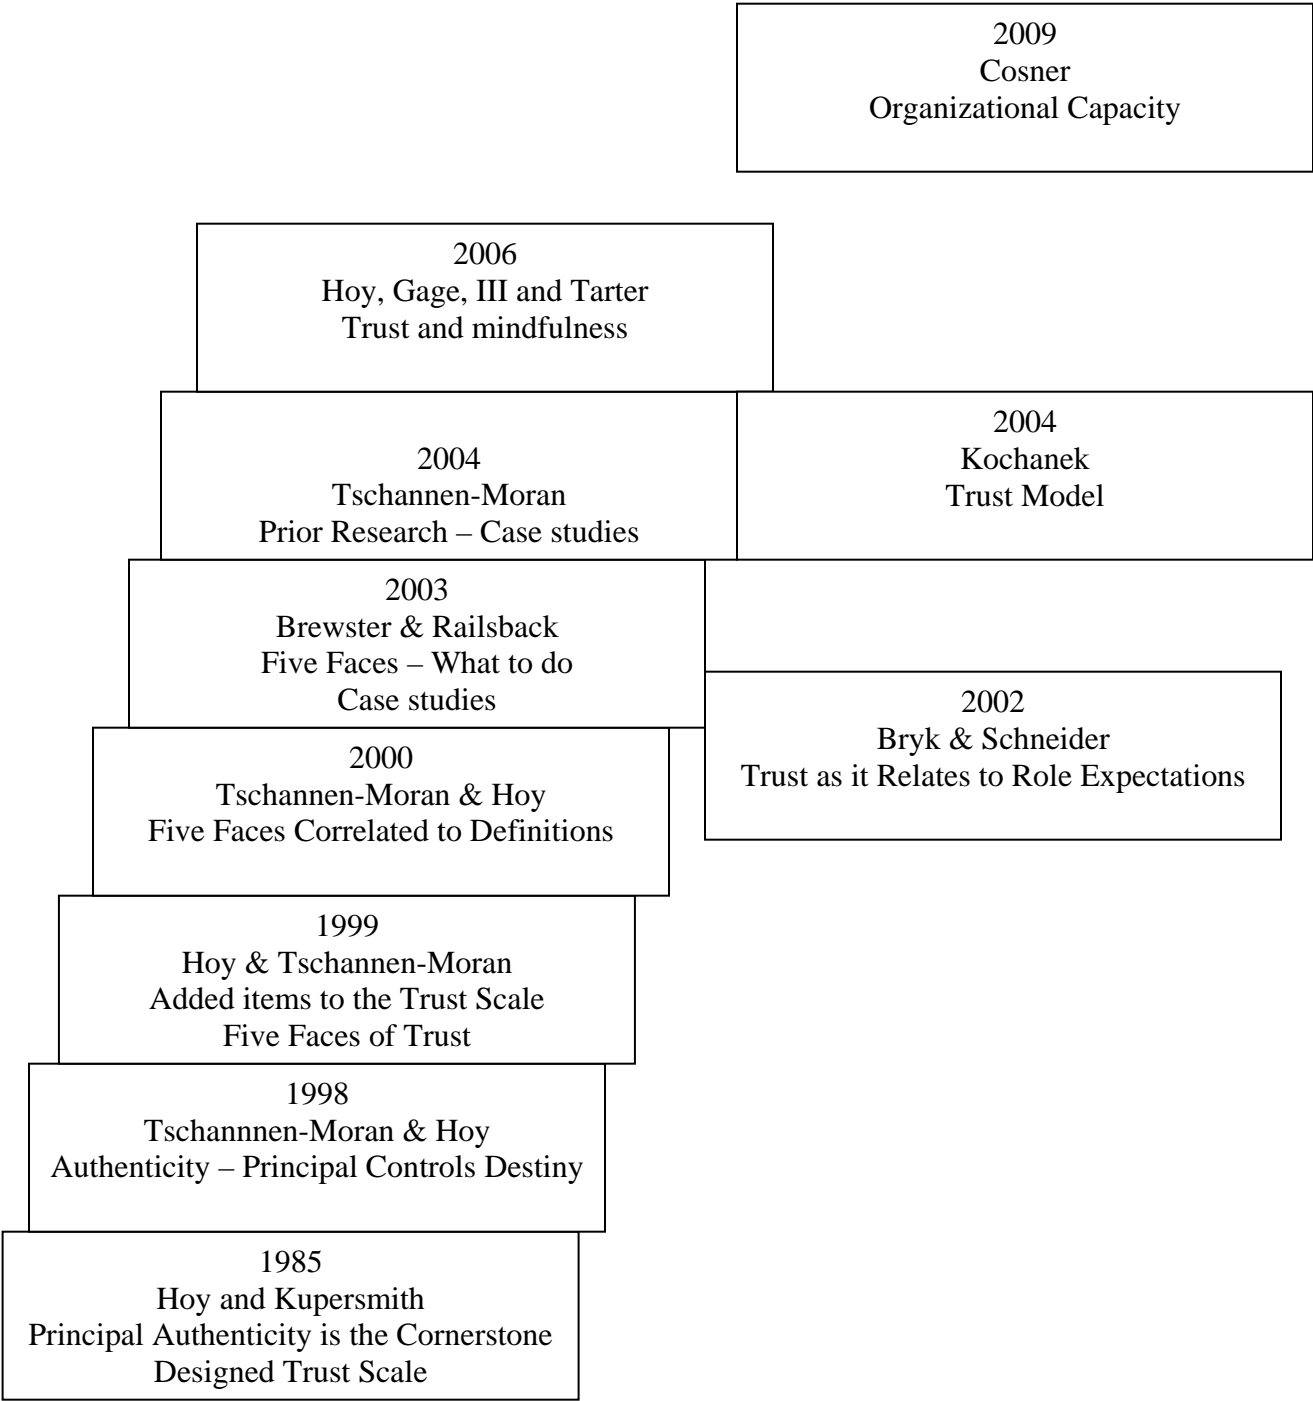 2009
Cosner
Organizational Capacity
2006
Hoy, Gage, III and Tarter
Trust and mindfulness
2004
Tschannen-Moran
Prior Research – Case studies
2004
Kochanek
Trust Model
2003
Brewster & Railsback
Five Faces – What to do
Case studies
2002
Bryk & Schneider
Trust as it Relates to Role Expectations
2000
Tschannen-Moran & Hoy
Five Faces Correlated to Definitions
1999
Hoy & Tschannen-Moran
Added items to the Trust Scale
Five Faces of Trust
1998
Tschannnen-Moran & Hoy
Authenticity – Principal Controls Destiny
1985
Hoy and Kupersmith
Principal Authenticity is the Cornerstone
Designed Trust Scale